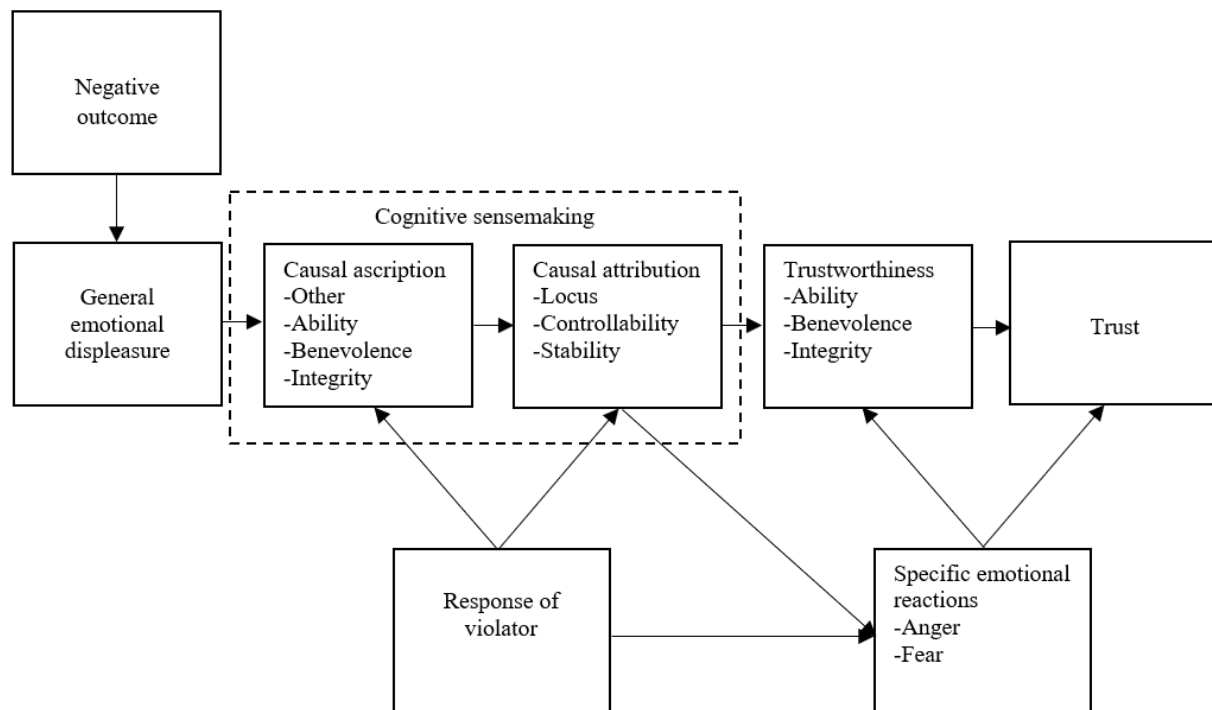 Negative
outcome
General
emotional
displeasure
Cognitive sensemaking
Causal ascription
-Other
-Ability
-Benevolence
-Integrity
Causal attribution
-Locus
-Controllability
-Stability
Trustworthiness
-Ability
-Benevolence
-Integrity
Trust
Response of
violator
Specific emotional
reactions
-Anger
-Fear